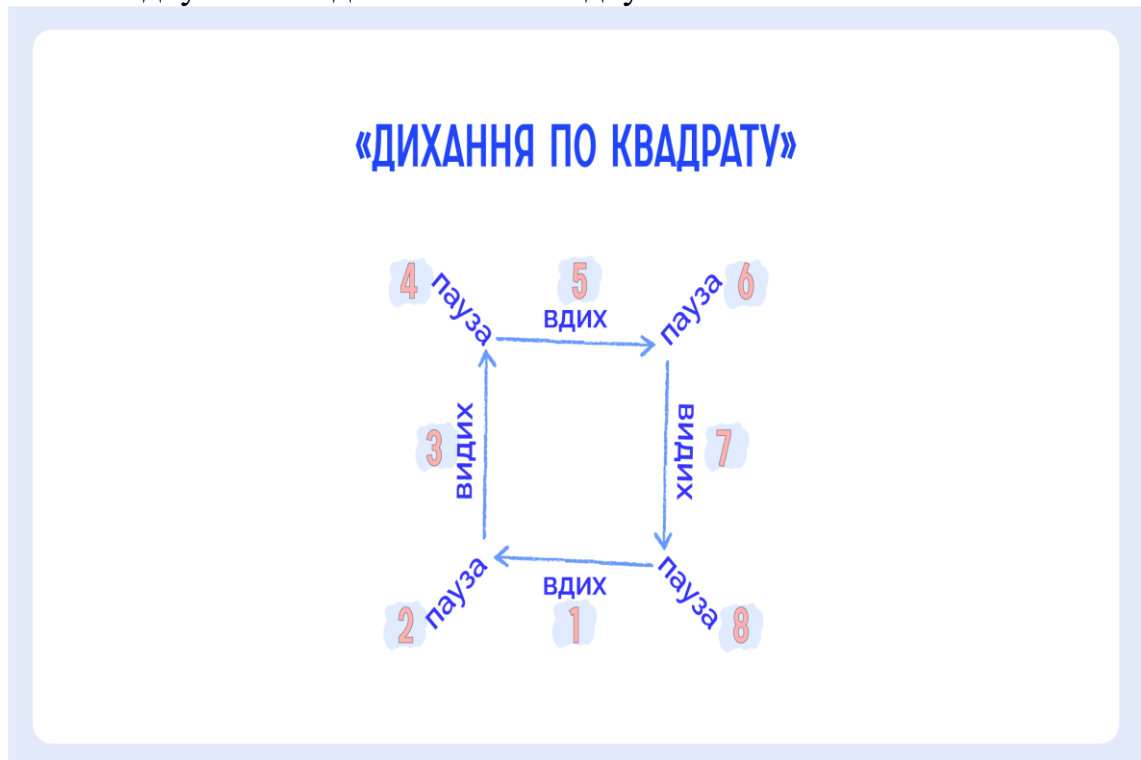 «ДИХАННЯ ПО КВАДРАТУ»
4 пауза
5
вдих
пауза 6
3 видих
видих 7
2 пауза
вдих
1
пауза 8